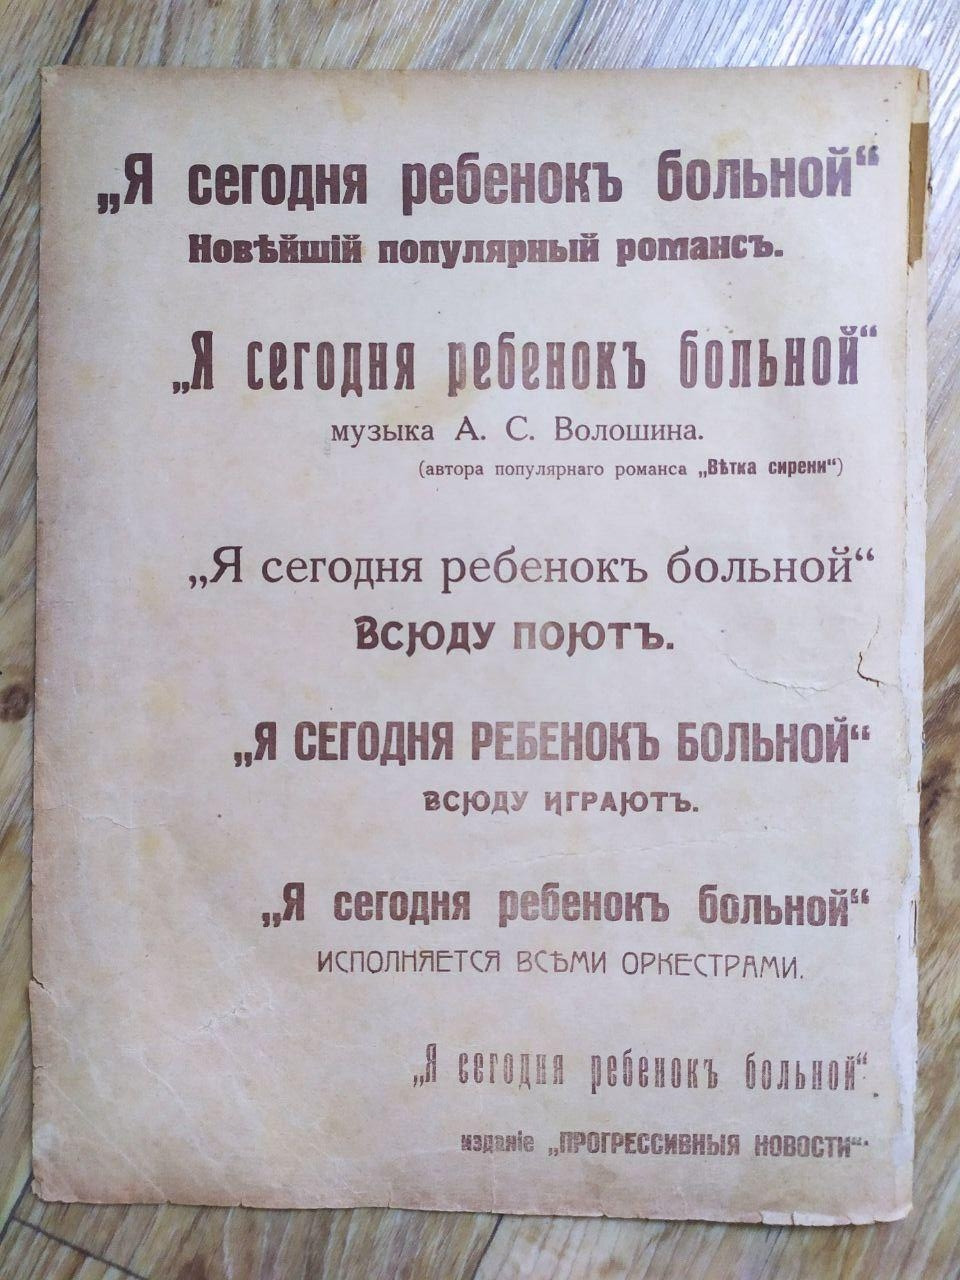 „Я сегодня ребенокъ больной“
Новѣйшій популярный романсъ.
„Я сегодня ребенокъ больной“
музыка А. С. Волошина.
(автора популярнаго романса „Вѣтка сирени“)
„Я сегодня ребенокъ больной“
Всюду поютъ.
„Я СЕГОДНЯ РЕБЕНОКЪ БОЛЬНОЙ“
ВСЮДУ ИГРАЮТЪ.
„Я сегодня ребенокъ больной“
ИСПОЛНЯЕТСЯ ВСѢМИ ОРКЕСТРАМИ.
„Я сегодня ребенокъ больной“
изданіе „ПРОГРЕССИВНЫЯ НОВОСТИ“.